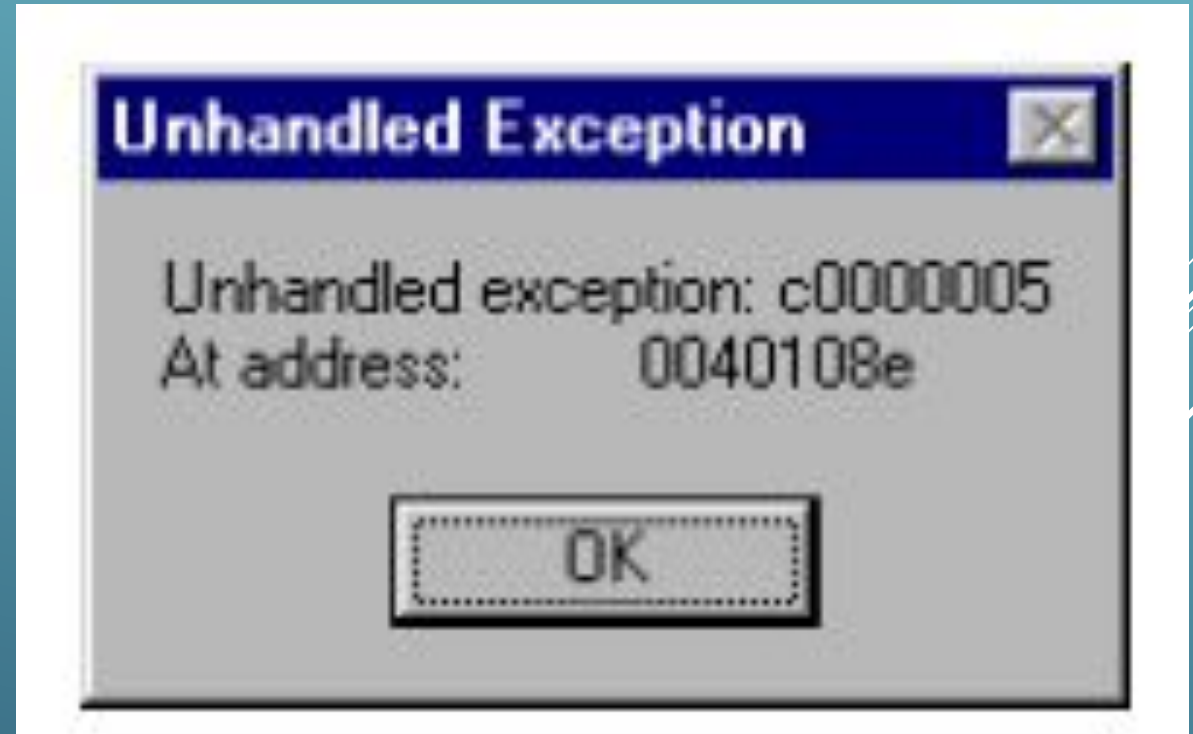 Unhandled Exception
Unhandled exception: c0000005
At address: 0040108e
OK